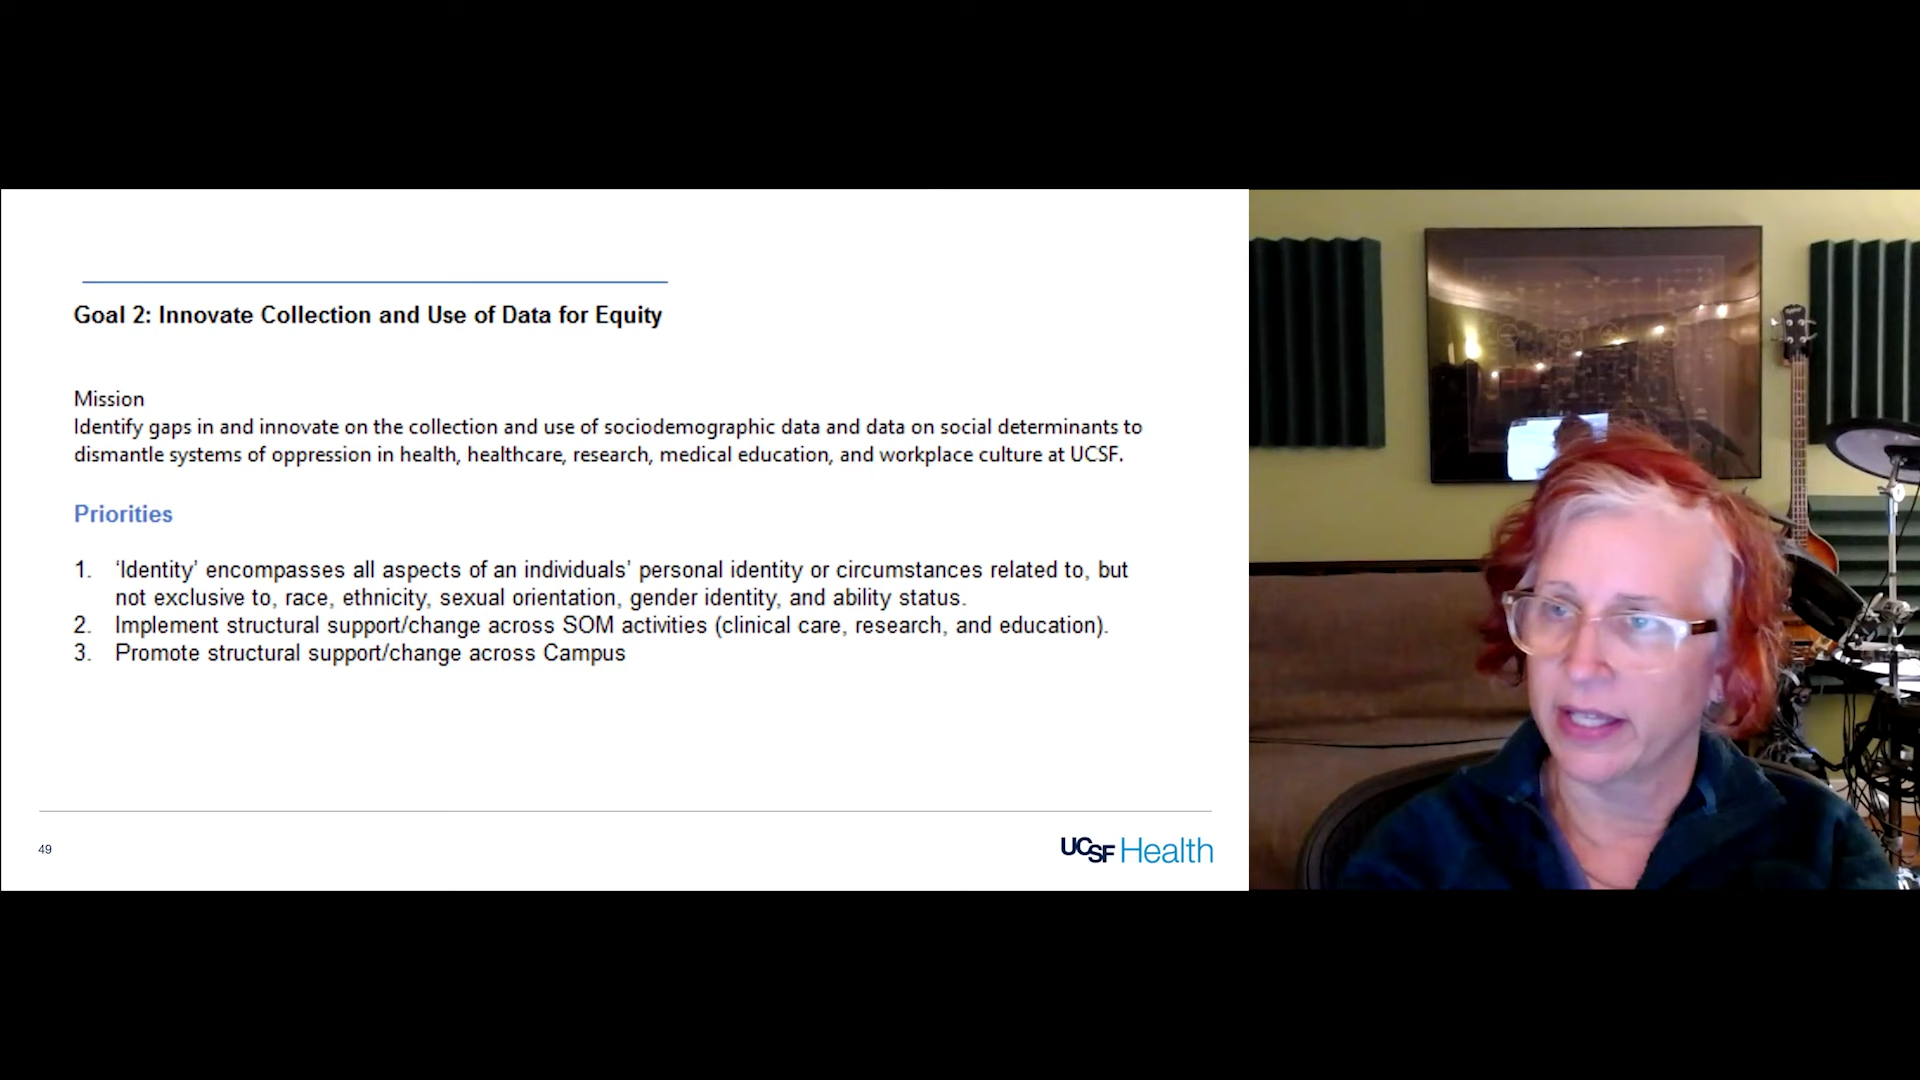 Goal 2: Innovate Collection and Use of Data for Equity
Mission
Identify gaps in and innovate on the collection and use of sociodemographic data and data on social determinants to
dismantle systems of oppression in health, healthcare, research, medical education, and workplace culture at UCSF.
Priorities
1. ‘Identity’ encompasses all aspects of an individuals’ personal identity or circumstances related to, but
not exclusive to, race, ethnicity, sexual orientation, gender identity, and ability status.
2. Implement structural support/change across SOM activities (clinical care, research, and education).
3. Promote structural support/change across Campus
49
UCSF Health